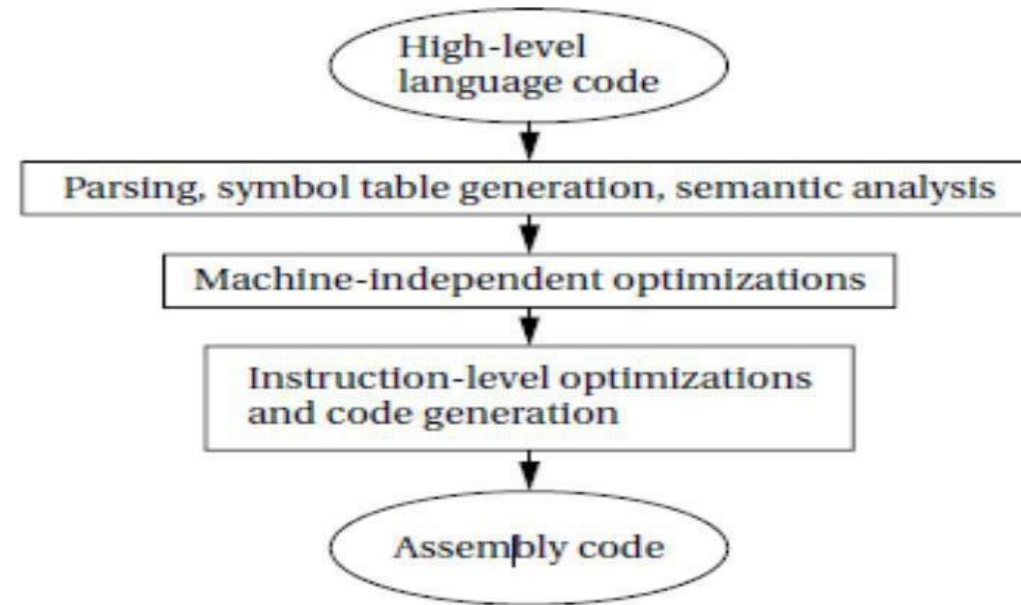 High-level
language code
Parsing, symbol table generation, semantic analysis
Machine-independent optimizations
Instruction-level optimizations
and code generation
Assembly code